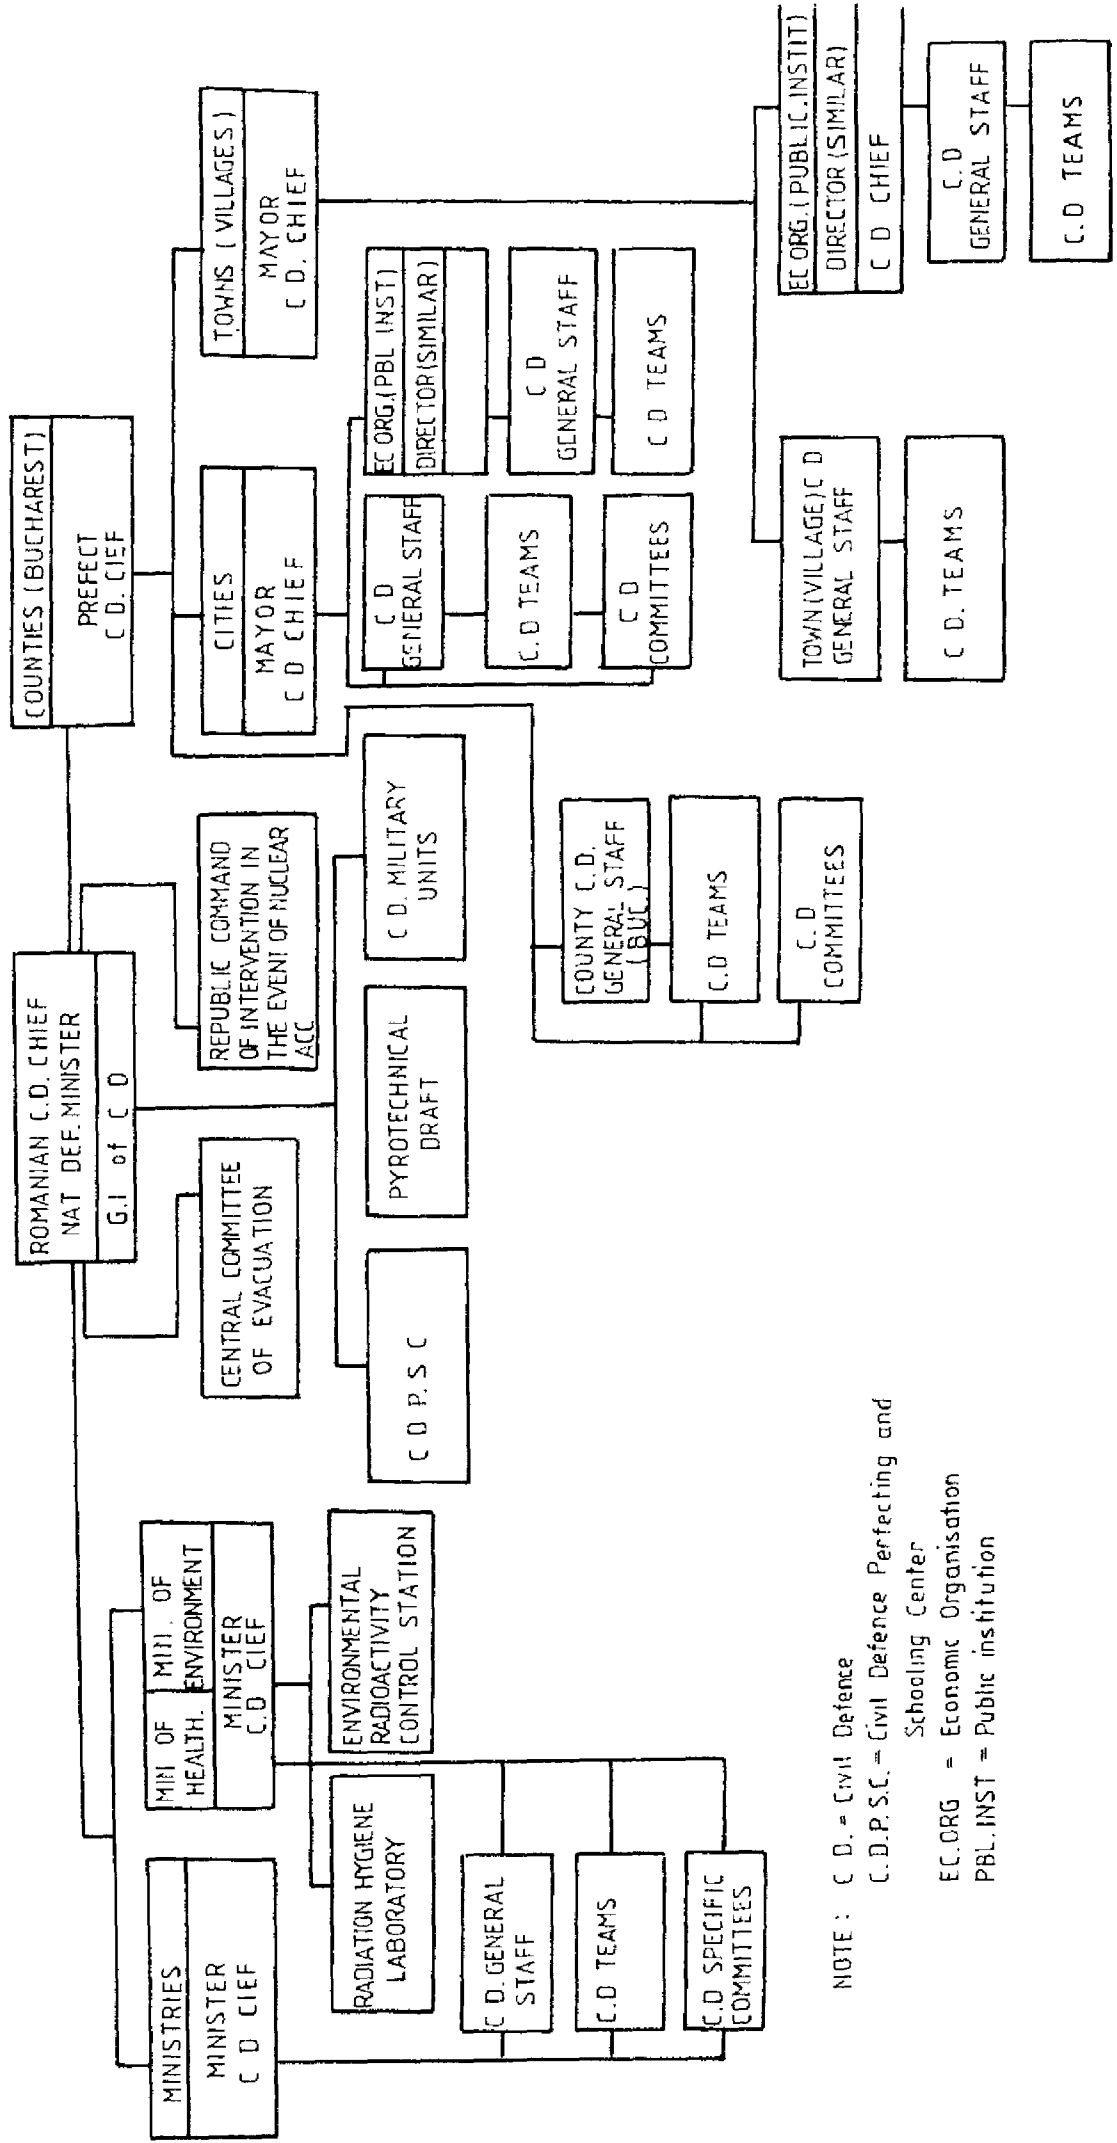 ROMANIAN C.D. CHIEF
NAT DEF. MINISTER
G.I of C D
COUNTIES (BUCHAREST)
PREFECT
C D. CIEF
MINISTRIES
MINISTER
C D CIEF
MIN OF
HEALTH.
MIN. OF
ENVIRONMENT
MINISTER
C.D CIEF
CENTRAL COMMITTEE
OF EVACUATION
REPUBLIC COMMAND
OF INTERVENTION IN
THE EVENT OF NUCLEAR
ACC
CITIES
MAYOR
C D CHIEF
TOWNS (VILLAGES)
MAYOR
C D. CHIEF
RADIATION HYGIENE
LABORATORY
ENVIRONMENTAL
RADIOACTIVITY
CONTROL STATION
C D P. S C
PYROTECHNICAL
DRAFT
C D. MILITARY
UNITS
C D
GENERAL STAFF
C.D TEAMS
C D
COMMITTEES
EC ORG.(PBL INST)
DIRECTOR(SIMILAR)
C D
GENERAL STAFF
C D TEAMS
C D. GENERAL
STAFF
C.D TEAMS
C.D SPECIFIC
COMMITTEES
COUNTY C.D.
GENERAL STAFF
(BUC.)
C.D TEAMS
C. D
COMMITTEES
TOWN(VILLAGE)C D
GENERAL STAFF
C D. TEAMS
EC ORG.(PUBLIC.INSTIT)
DIRECTOR(SIMILAR)
C D CHIEF
C.D
GENERAL STAFF
C.D TEAMS
NOTE: C D. = Civil Defence
C.D.P.S.C. = Civil Defence Perfecting and
Schooling Center
EC.ORG = Economic Organisation
PBL.INST = Public institution